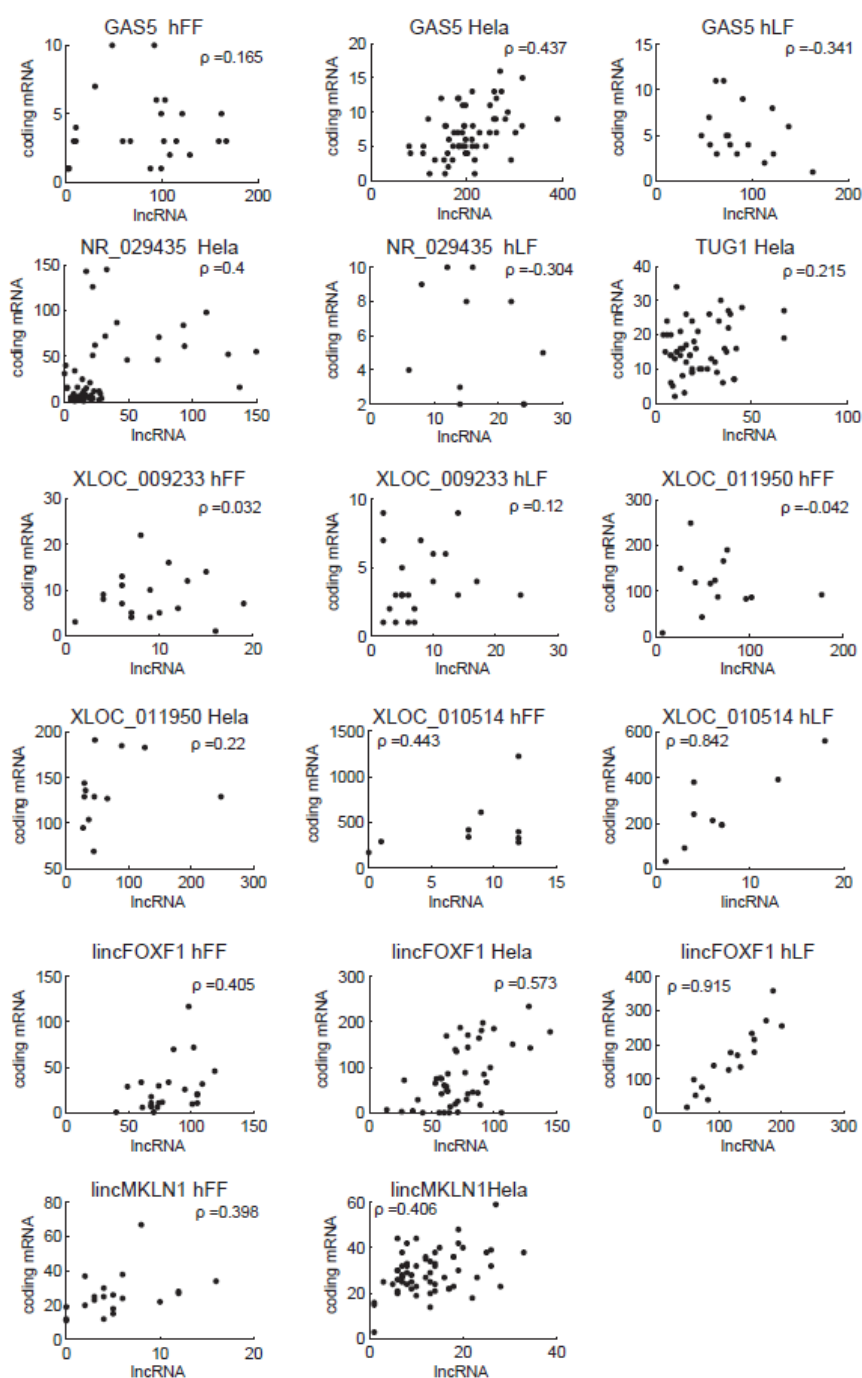 GAS5 hFF
GAS5 Hela
GAS5 hLF
ρ =0.165
ρ =0.437
ρ =-0.341
coding mRNA
10
5
0
0
100
200
lncRNA
coding mRNA
20
15
10
5
0
0
200
400
lncRNA
coding mRNA
15
10
5
0
0
100
200
lncRNA
NR_029435 Hela
NR_029435 hLF
TUG1 Hela
ρ =0.4
ρ =-0.304
ρ =0.215
coding mRNA
150
100
50
0
0
50
100
150
lncRNA
coding mRNA
10
8
6
4
2
0
10
20
30
lncRNA
coding mRNA
40
30
20
10
0
0
100
lncRNA
XLOC_009233 hFF
XLOC_009233 hLF
XLOC_011950 hFF
ρ =0.032
ρ =0.12
ρ =-0.042
coding mRNA
30
20
10
0
0
10
20
lncRNA
coding mRNA
10
5
0
0
10
20
30
lncRNA
coding mRNA
300
200
100
0
0
100
200
lncRNA
XLOC_011950 Hela
XLOC_010514 hFF
XLOC_010514 hLF
ρ =0.22
ρ =0.443
ρ =0.842
coding mRNA
200
150
100
50
0
100
200
300
lncRNA
coding mRNA
1500
1000
500
0
0
5
10
15
lncRNA
coding mRNA
600
400
200
0
0
10
20
lincRNA
lincFOXF1 hFF
lincFOXF1 Hela
lincFOXF1 hLF
ρ =0.405
ρ =0.573
ρ =0.915
coding mRNA
150
100
50
0
0
50
100
150
lncRNA
coding mRNA
300
200
100
0
0
50
100
150
lncRNA
coding mRNA
400
300
200
100
0
0
100
200
300
lncRNA
lincMKLN1 hFF
lincMKLN1Hela
ρ =0.398
ρ =0.406
coding mRNA
80
60
40
20
0
0
10
20
lncRNA
coding mRNA
60
40
20
0
0
20
40
lncRNA